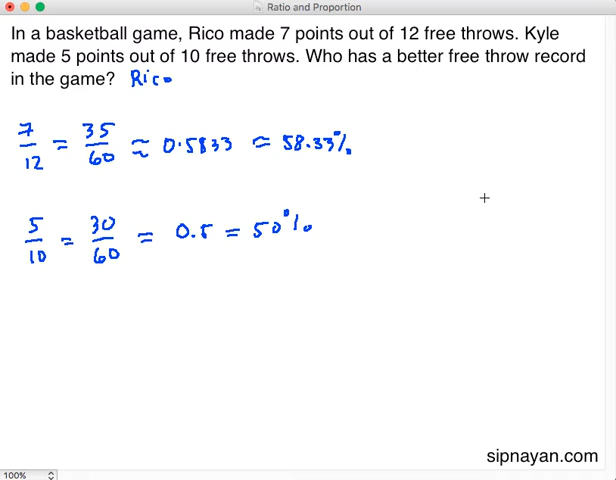 Ratio and Proportion
In a basketball game, Rico made 7 points out of 12 free throws. Kyle
made 5 points out of 10 free throws. Who has a better free throw record
in the game? Rico
7/12 = 35/60 ≈ 0.5833 ≈ 58.33%
5/10 = 30/60 = 0.5 = 50%
sipnayan.com
100%